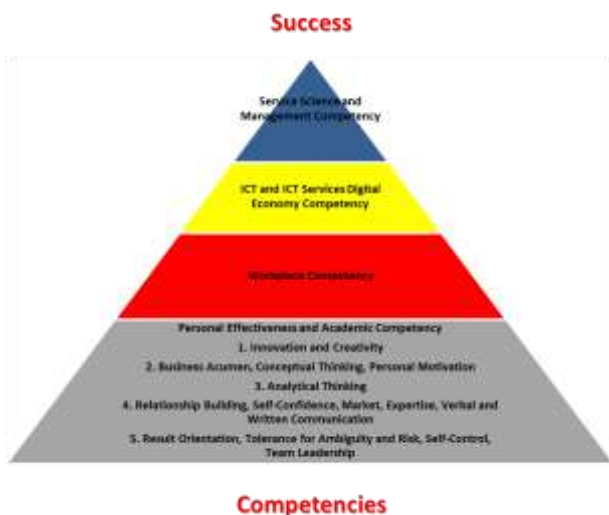 Success
Service Science and
Management Competency
ICT and ICT Services Digital
Economy Competency
Workplace Competency
Personal Effectiveness and Academic Competency
1. Innovation and Creativity
2. Business Acumen, Conceptual Thinking, Personal Motivation
3. Analytical Thinking
4. Relationship Building, Self-Confidence, Market, Expertise, Verbal and
Written Communication
5. Result Orientation, Tolerance for Ambiguity and Risk, Self-Control,
Team Leadership
Competencies